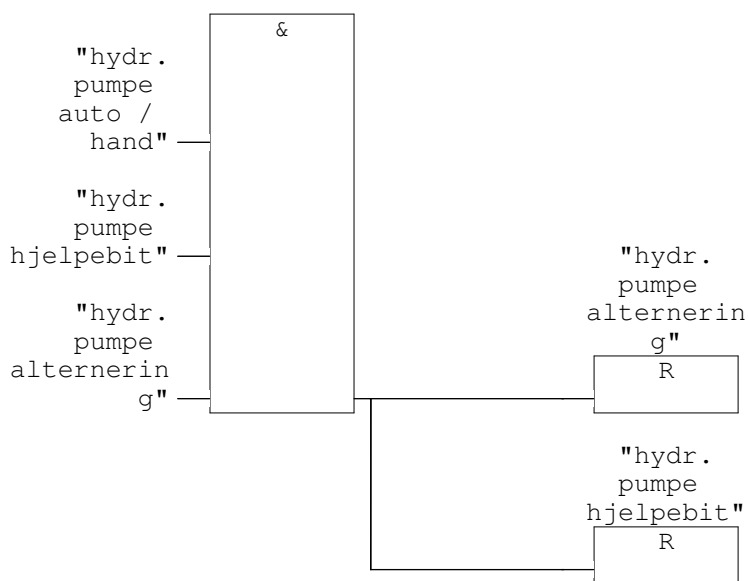 &
"hydr.
pumpe
auto /
hand"
"hydr.
pumpe
hjelpebit"
"hydr.
pumpe
alternerin
g"
"hydr.
pumpe
alternerin
g"
R
"hydr.
pumpe
hjelpebit"
R